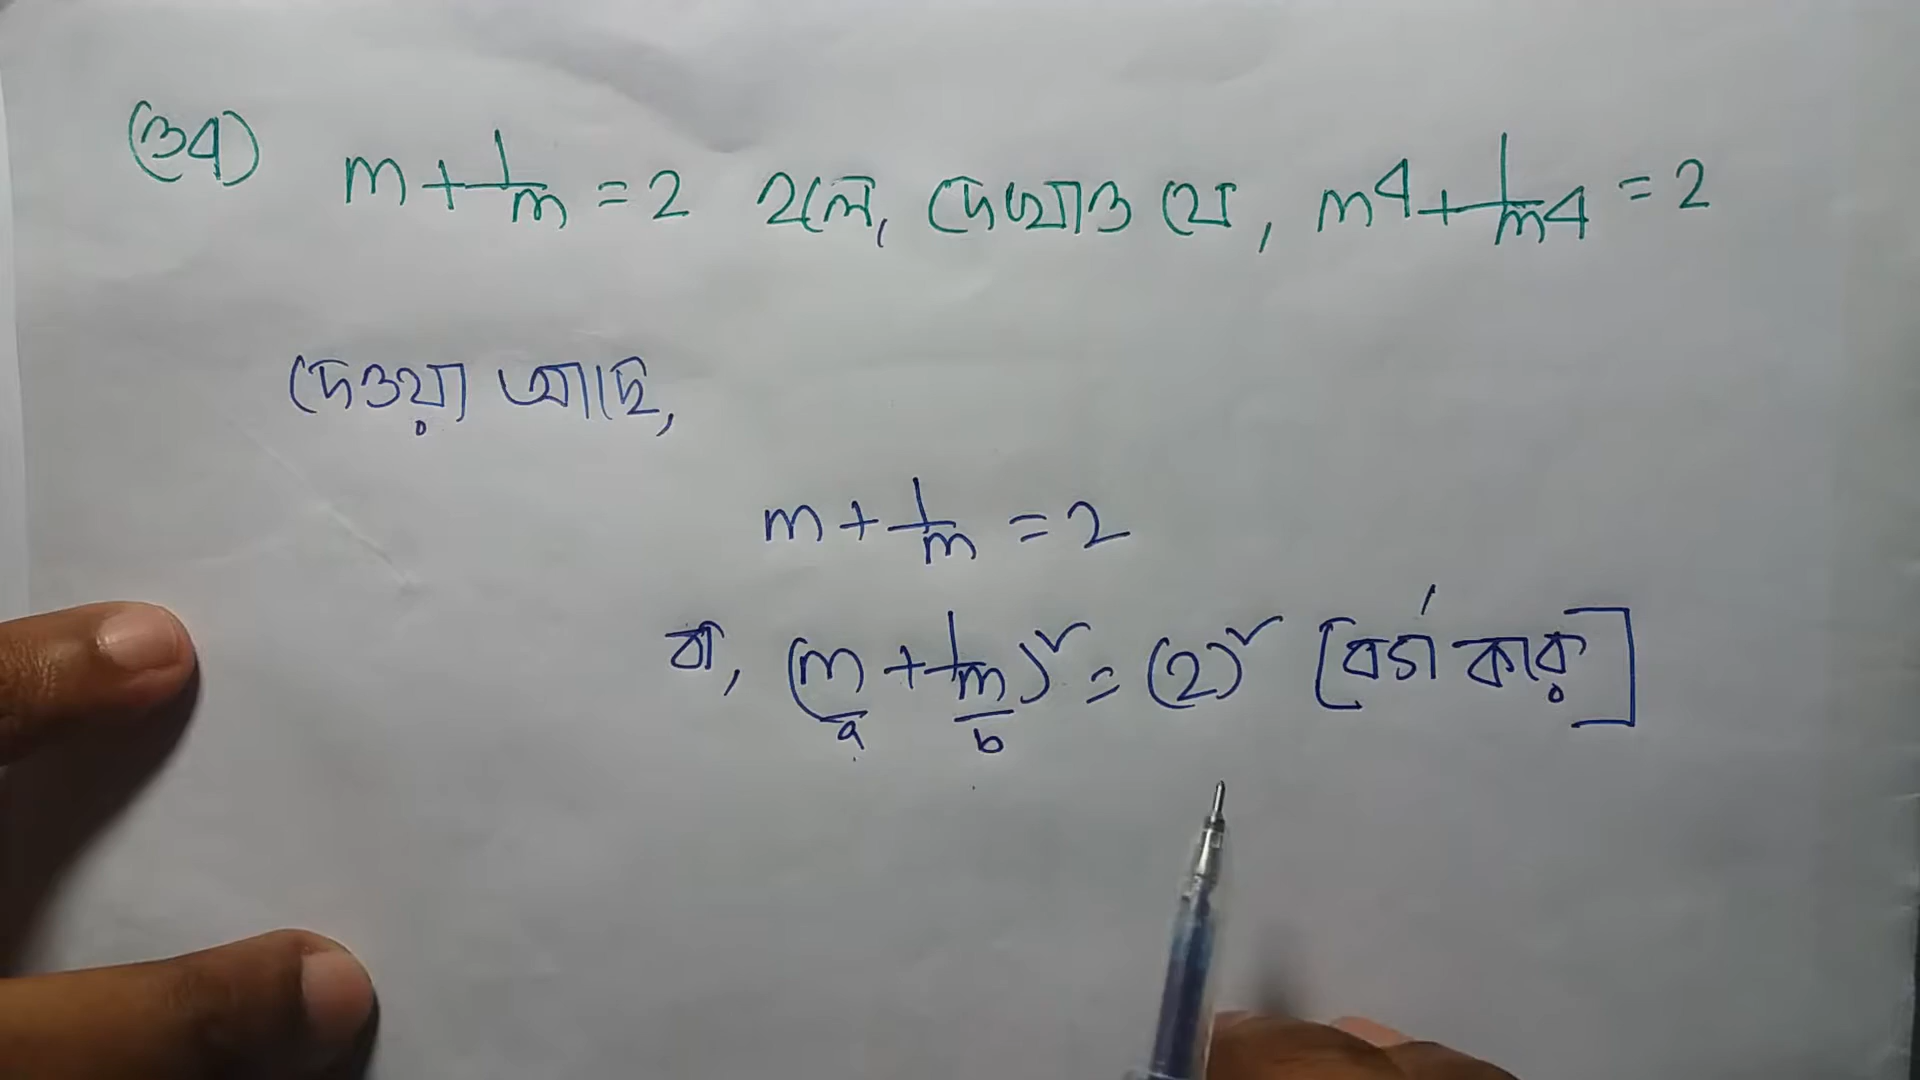 (৩৭) m + 1/m = 2 হলে, দেখাও যে, m⁴ + 1/m⁴ = 2
দেওয়া আছে,
m + 1/m = 2
বা, (m + 1/m)² = (2)² [বর্গ করে]
a b